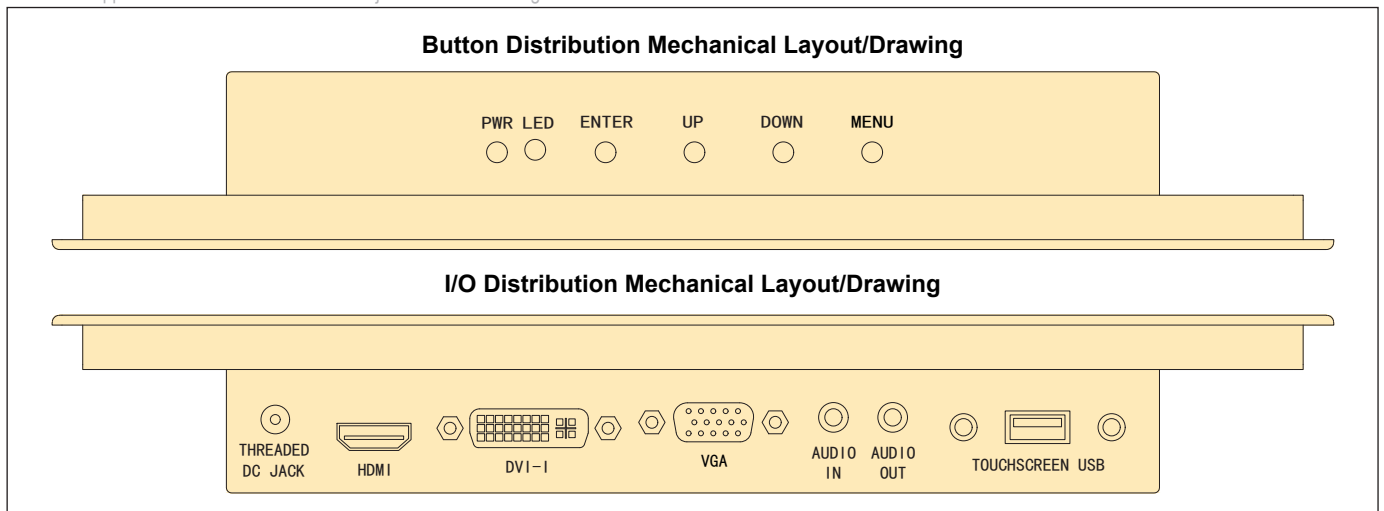 Button Distribution Mechanical Layout/Drawing
PWR LED ENTER UP DOWN MENU
I/O Distribution Mechanical Layout/Drawing
THREADED
DC JACK
HDMI
DVI-I
VGA
AUDIO
IN
AUDIO
OUT
TOUCHSCREEN USB